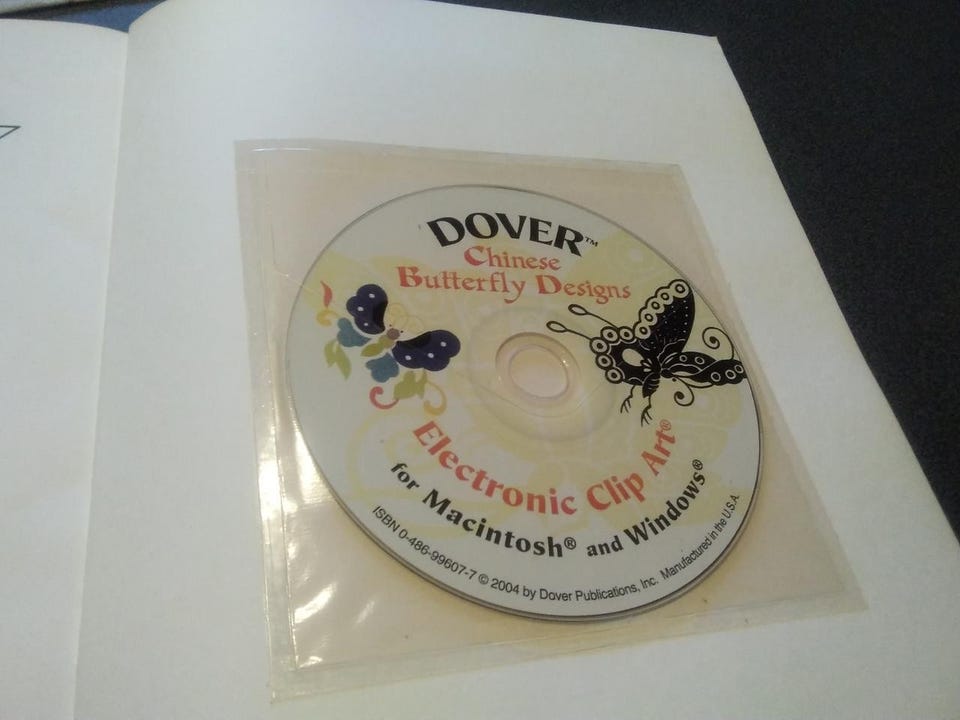 DOVER™
Chinese
Butterfly Designs
Electronic Clip Art®
for Macintosh® and Windows®
ISBN 0-486-99607-7 © 2004 by Dover Publications, Inc. Manufactured in the U.S.A.